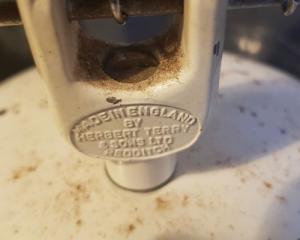 MADE IN ENGLAND
BY
HERBERT TERRY
& SONS LTD
REDDITCH